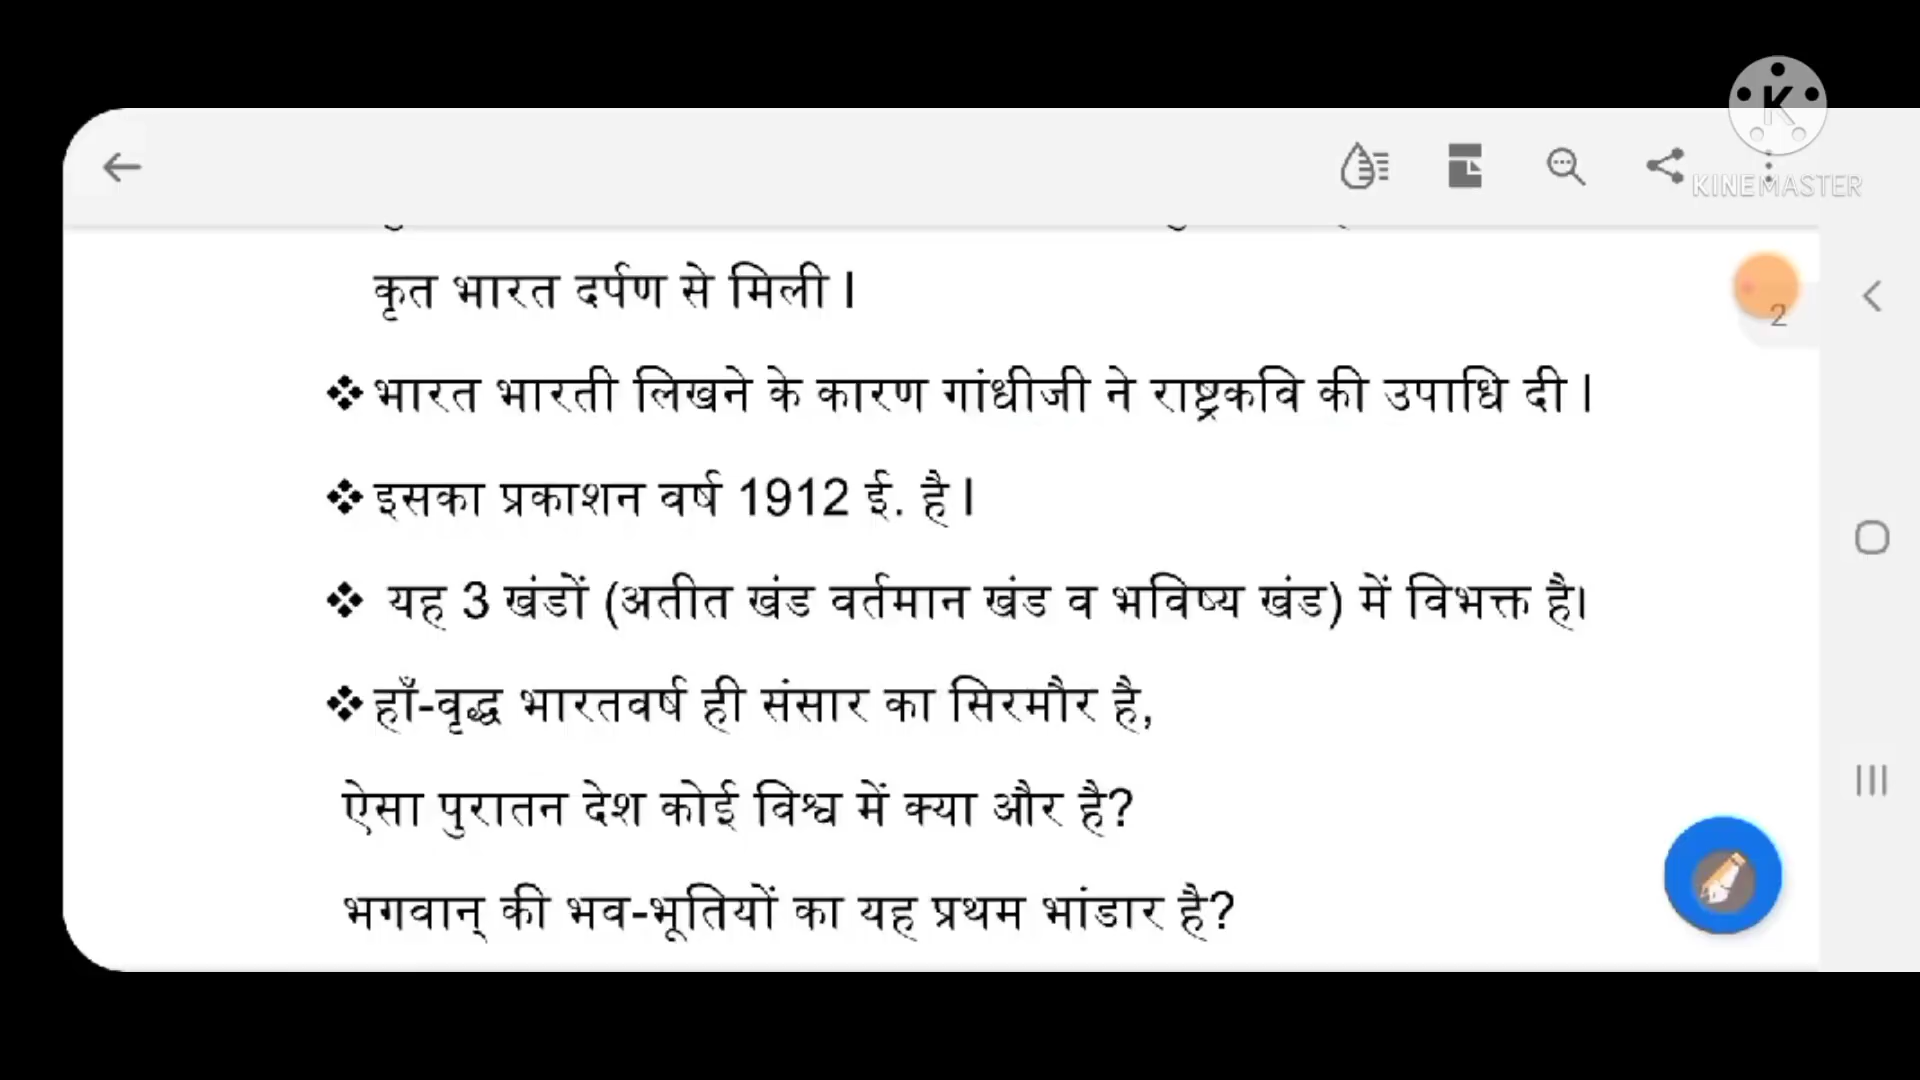 KINEMASTER
कृत भारत दर्पण से मिली l
2
❖ भारत भारती लिखने के कारण गांधीजी ने राष्ट्रकवि की उपाधि दी l
❖ इसका प्रकाशन वर्ष 1912 ई. है l
❖ यह 3 खंडों (अतीत खंड वर्तमान खंड व भविष्य खंड) में विभक्त है।
❖ हाँ-वृद्ध भारतवर्ष ही संसार का सिरमौर है,
ऐसा पुरातन देश कोई विश्व में क्या और है?
भगवान् की भव-भूतियों का यह प्रथम भांडार है?